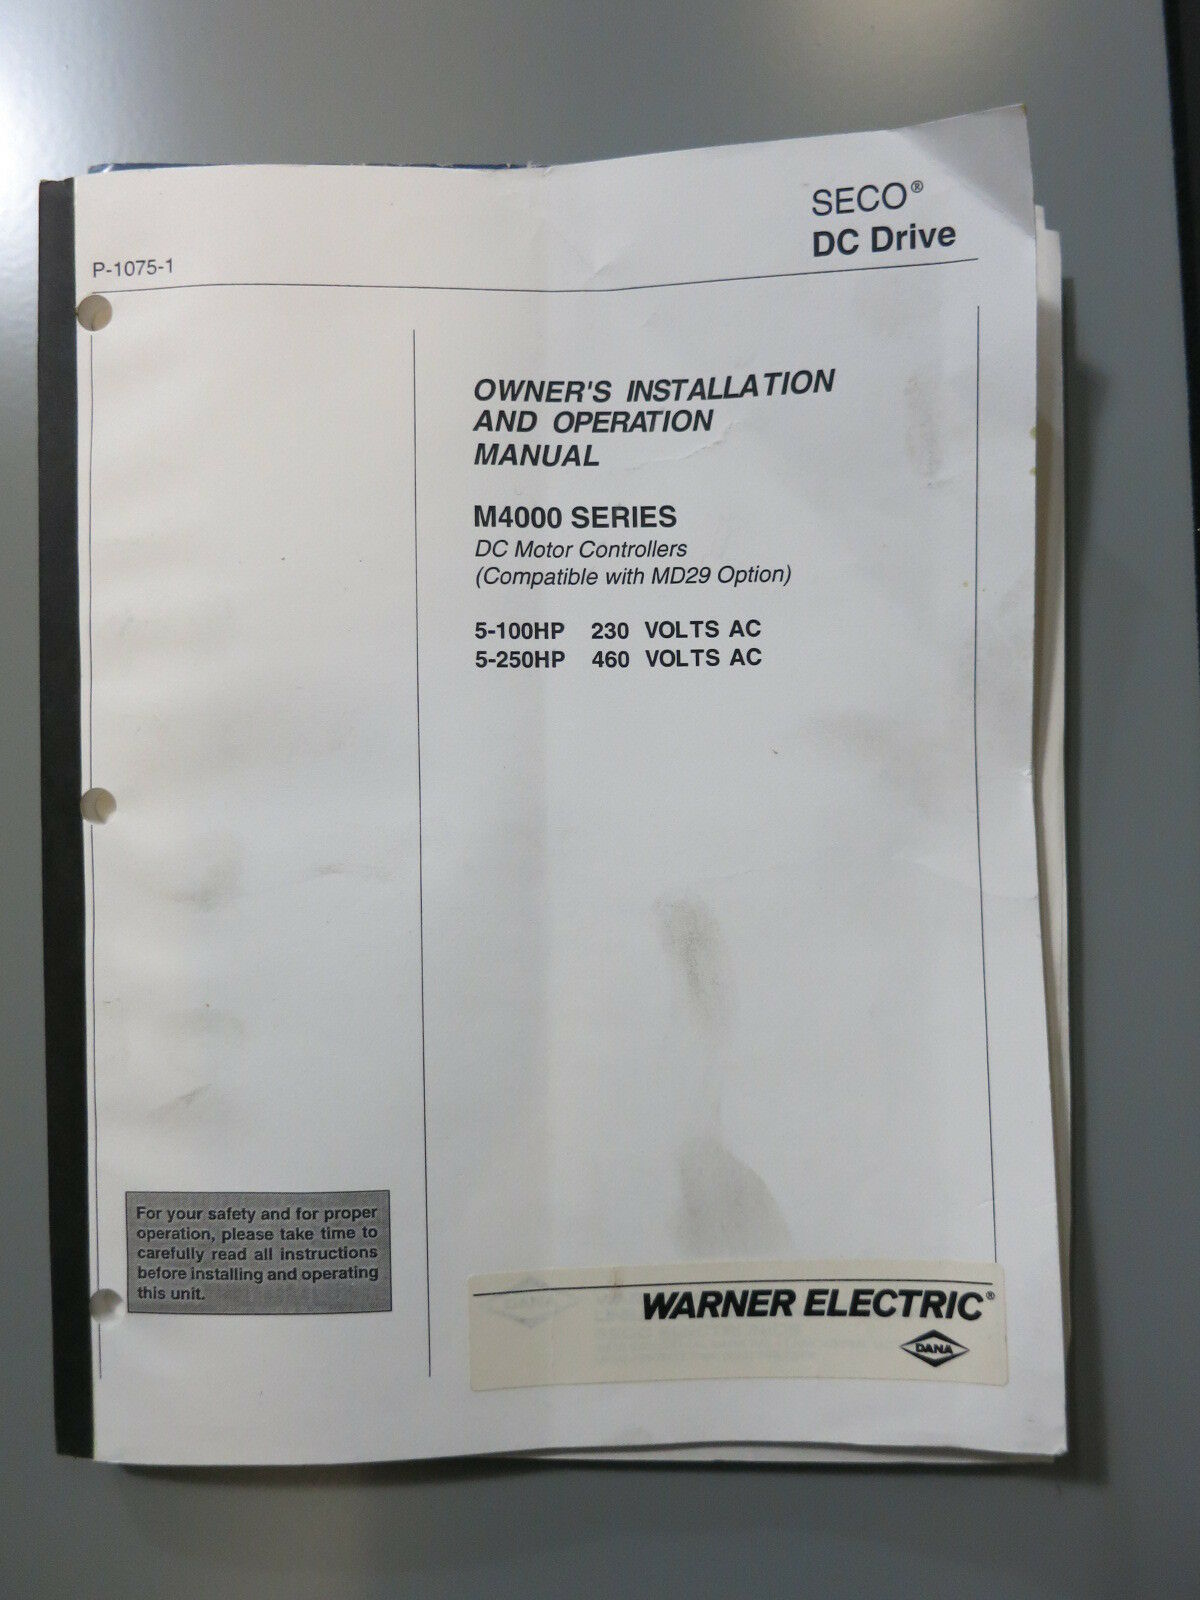 SECO®
DC Drive
P-1075-1
OWNER'S INSTALLATION
AND OPERATION
MANUAL
M4000 SERIES
DC Motor Controllers
(Compatible with MD29 Option)
5-100HP 230 VOLTS AC
5-250HP 460 VOLTS AC
For your safety and for proper
operation, please take time to
carefully read all instructions
before installing and operating
this unit.
WARNER ELECTRIC®
DANA